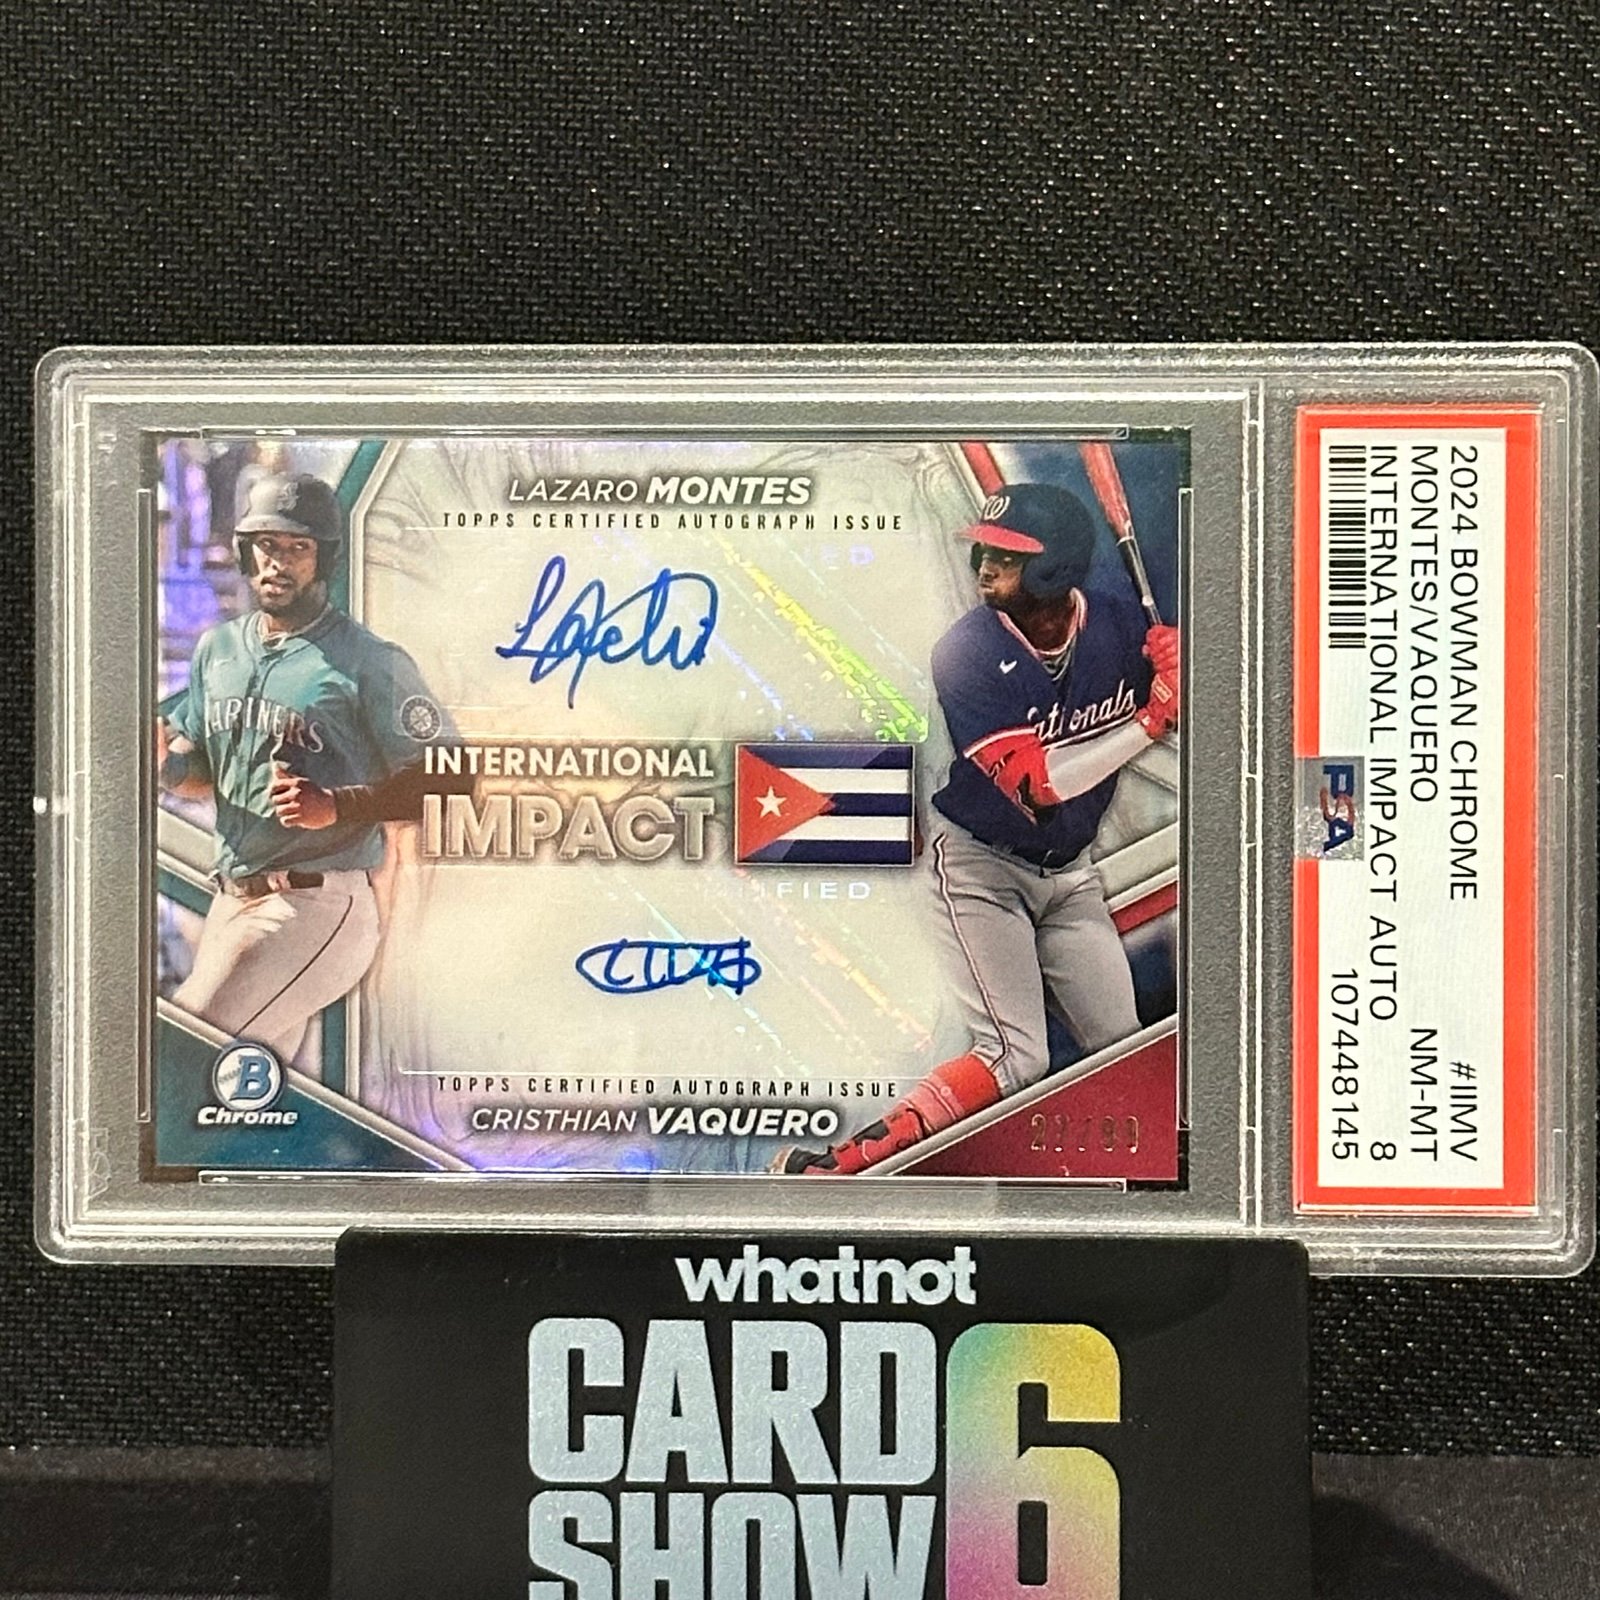 LAZARO MONTES
TOPPS CERTIFIED AUTOGRAPH ISSUE
MARINERS
Nationals
W
S
INTERNATIONAL
IMPACT
IFIED
TOPPS CERTIFIED AUTOGRAPH ISSUE
CRISTHIAN VAQUERO
B
Chrome
2024 BOWMAN CHROME #IIMV
MONTES/VAQUERO NM-MT
INTERNATIONAL IMPACT AUTO 8
PSA 107448145
whatnot
CARD
SHOW
6